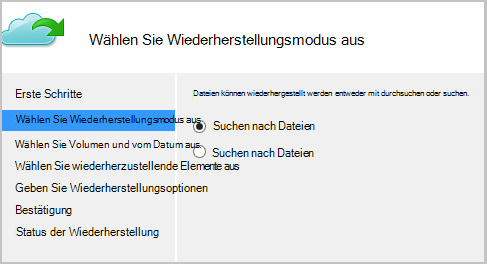 Wählen Sie Wiederherstellungsmodus aus
Erste Schritte
Wählen Sie Wiederherstellungsmodus aus
Wählen Sie Volumen und vom Datum aus
Wählen Sie wiederherzustellende Elemente aus
Geben Sie Wiederherstellungsoptionen
Bestätigung
Status der Wiederherstellung
Dateien können wiederhergestellt werden entweder mit durchsuchen oder suchen.
Suchen nach Dateien
Suchen nach Dateien